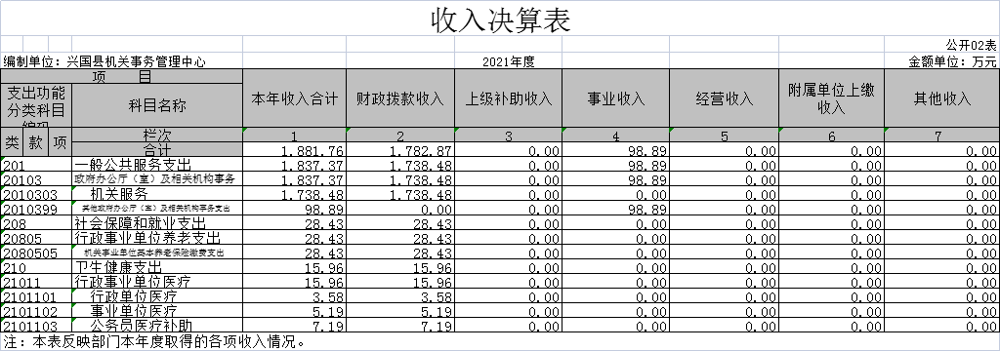 收入决算表
公开02表
编制单位：兴国县机关事务管理中心 2021年度 金额单位：万元
项 目 本年收入合计 财政拨款收入 上级补助收入 事业收入 经营收入 附属单位上缴收入 其他收入
支出功能分类科目编码 科目名称
类 款 项 栏次 1 2 3 4 5 6 7
合计 1,881.76 1,782.87 0.00 98.89 0.00 0.00 0.00
201 一般公共服务支出 1,837.37 1,738.48 0.00 98.89 0.00 0.00 0.00
20103 政府办公厅（室）及相关机构事务 1,837.37 1,738.48 0.00 98.89 0.00 0.00 0.00
2010303 机关服务 1,738.48 1,738.48 0.00 0.00 0.00 0.00 0.00
2010399 其他政府办公厅（室）及相关机构事务支出 98.89 0.00 0.00 98.89 0.00 0.00 0.00
208 社会保障和就业支出 28.43 28.43 0.00 0.00 0.00 0.00 0.00
20805 行政事业单位养老支出 28.43 28.43 0.00 0.00 0.00 0.00 0.00
2080505 机关事业单位基本养老保险缴费支出 28.43 28.43 0.00 0.00 0.00 0.00 0.00
210 卫生健康支出 15.96 15.96 0.00 0.00 0.00 0.00 0.00
21011 行政事业单位医疗 15.96 15.96 0.00 0.00 0.00 0.00 0.00
2101101 行政单位医疗 3.58 3.58 0.00 0.00 0.00 0.00 0.00
2101102 事业单位医疗 5.19 5.19 0.00 0.00 0.00 0.00 0.00
2101103 公务员医疗补助 7.19 7.19 0.00 0.00 0.00 0.00 0.00
注：本表反映部门本年度取得的各项收入情况。